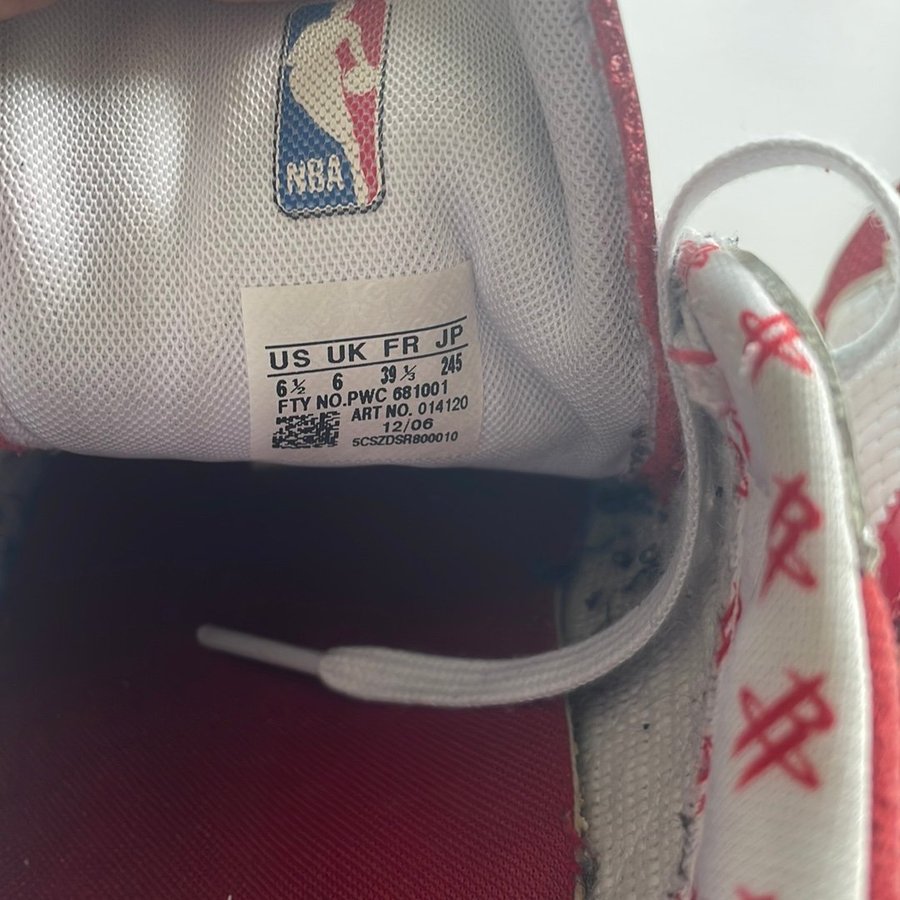 NBA
US UK FR JP
6½ 6 39⅓ 245
FTY NO.PWC 681001
ART NO. 014120
12/06
5CSZDSR800010